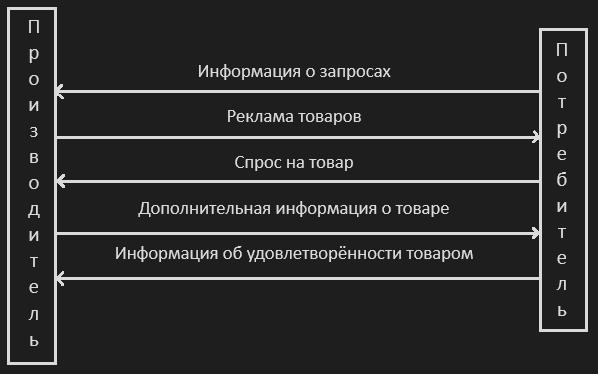 Производитель
Информация о запросах
Реклама товаров
Спрос на товар
Дополнительная информация о товаре
Информация об удовлетворённости товаром
Потребитель